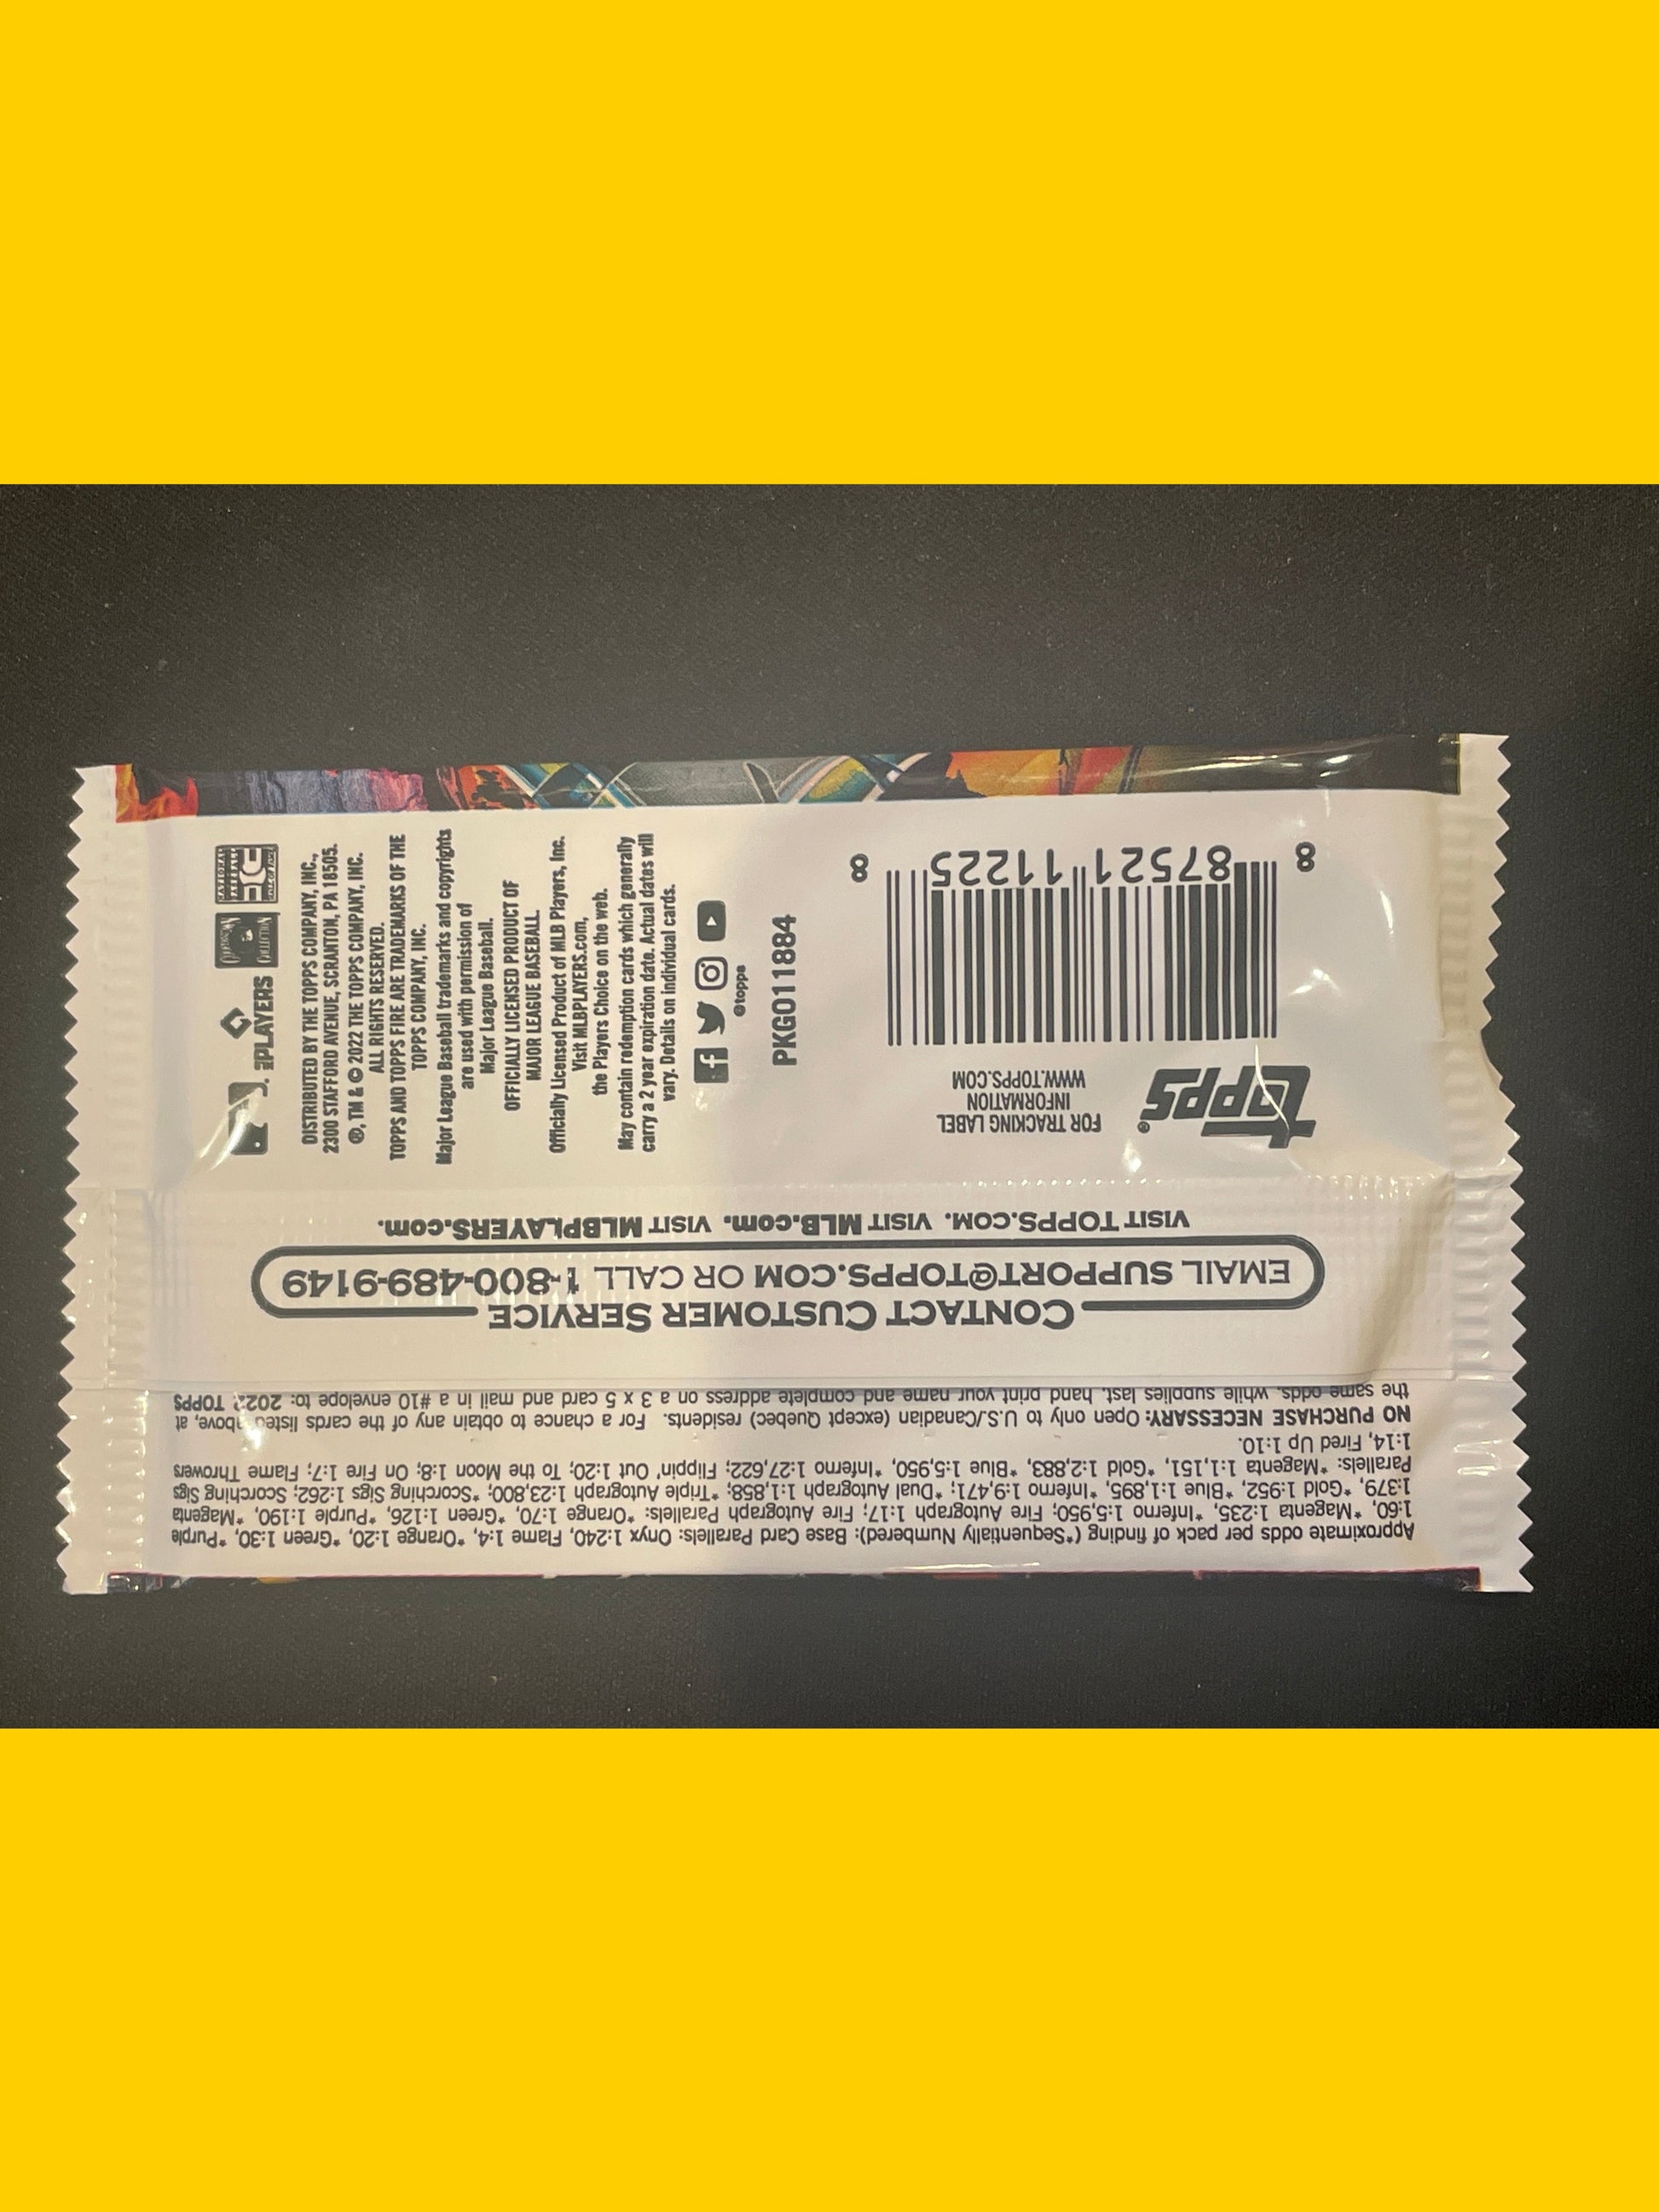 Approximate odds per pack of finding (*Sequentially Numbered): Base Card Parallels: Onyx 1:240, Flame 1:4, *Orange 1:20, *Green 1:30, *Purple
1:60, *Magenta 1:235, *Inferno 1:5,950; Fire Autograph 1:17; Fire Autograph Parallels: *Orange 1:70, *Green 1:126, *Purple 1:190, *Magenta
1:379, *Gold 1:952, *Blue 1:1,895, *Inferno 1:9,471; *Dual Autograph 1:1,858; *Triple Autograph 1:23,800; *Scorching Sigs 1:262; Scorching Sigs
Parallels: *Magenta 1:1,151, *Gold 1:2,883, *Blue 1:5,950, *Inferno 1:27,622; Flippin' Out 1:20; To the Moon 1:8; On Fire 1:7; Flame Throwers
1:14, Fired Up 1:10.
NO PURCHASE NECESSARY: Open only to U.S./Canadian (except Quebec) residents. For a chance to obtain any of the cards listed above, at
the same odds, while supplies last, hand print your name and complete address on a 3 x 5 card and mail in a #10 envelope to: 2022 TOPPS
CONTACT CUSTOMER SERVICE
EMAIL SUPPORT@TOPPS.COM OR CALL 1-800-489-9149
VISIT TOPPS.COM. VISIT MLB.com. VISIT MLBPLAYERS.com.
topps®
FOR TRACKING LABEL
INFORMATION
WWW.TOPPS.COM
8 87521 11225 8
PLAYERS
DISTRIBUTED BY THE TOPPS COMPANY, INC.,
2300 STAFFORD AVENUE, SCRANTON, PA 18505.
®, TM & © 2022 THE TOPPS COMPANY, INC.
ALL RIGHTS RESERVED.
TOPPS AND TOPPS FIRE ARE TRADEMARKS OF THE
TOPPS COMPANY, INC.
Major League Baseball trademarks and copyrights
are used with permission of
Major League Baseball.
OFFICIALLY LICENSED PRODUCT OF
MAJOR LEAGUE BASEBALL.
Officially Licensed Product of MLB Players, Inc.
Visit MLBPLAYERS.com,
the Players Choice on the web.
May contain redemption cards which generally
carry a 2 year expiration date. Actual dates will
vary. Details on individual cards.
@topps
PKG011884